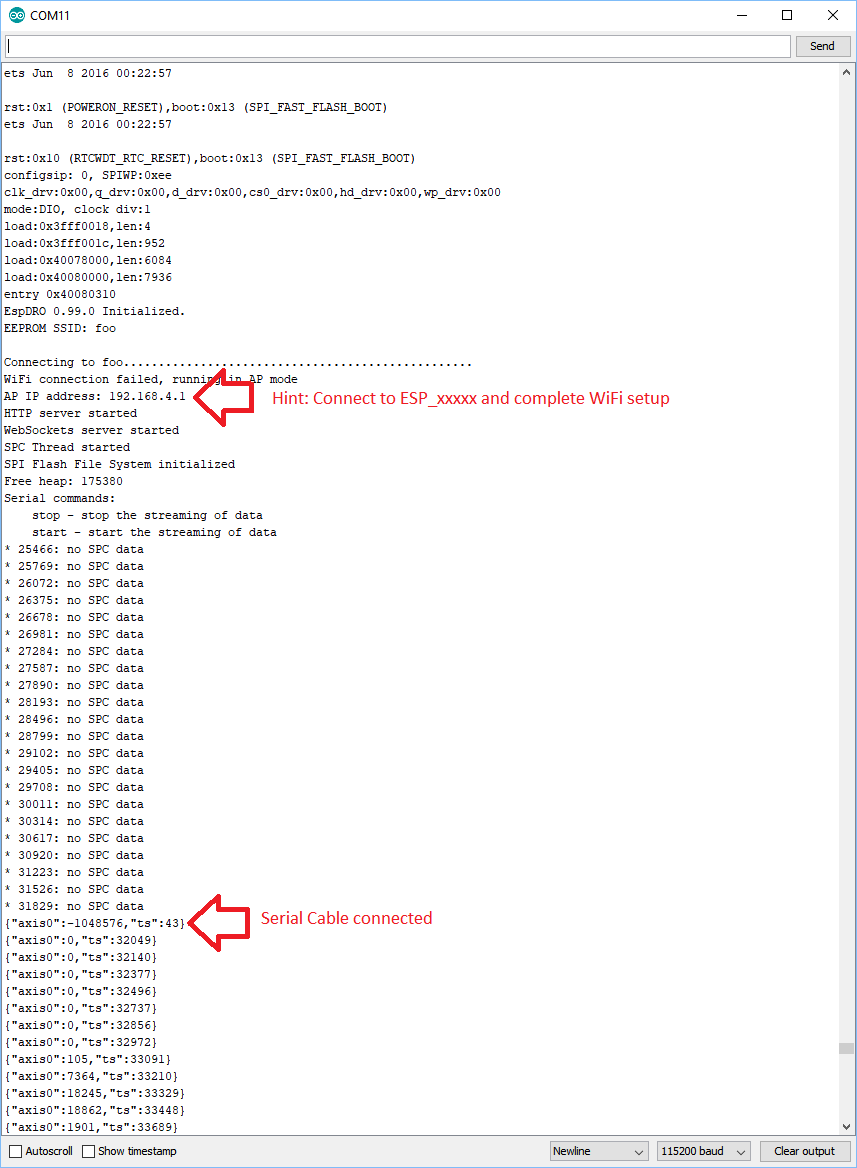 COM11
Send
ets Jun  8 2016 00:22:57
rst:0x1 (POWERON_RESET),boot:0x13 (SPI_FAST_FLASH_BOOT)
ets Jun  8 2016 00:22:57
rst:0x10 (RTCWDT_RTC_RESET),boot:0x13 (SPI_FAST_FLASH_BOOT)
configsip: 0, SPIWP:0xee
clk_drv:0x00,q_drv:0x00,d_drv:0x00,cs0_drv:0x00,hd_drv:0x00,wp_drv:0x00
mode:DIO, clock div:1
load:0x3fff0018,len:4
load:0x3fff001c,len:952
load:0x40078000,len:6084
load:0x40080000,len:7936
entry 0x40080310
EspDRO 0.99.0 Initialized.
EEPROM SSID: foo
Connecting to foo..................................................
WiFi connection failed, running in AP mode
AP IP address: 192.168.4.1
Hint: Connect to ESP_xxxxx and complete WiFi setup
HTTP server started
WebSockets server started
SPC Thread started
SPI Flash File System initialized
Free heap: 175380
Serial commands:
    stop - stop the streaming of data
    start - start the streaming of data
* 25466: no SPC data
* 25769: no SPC data
* 26072: no SPC data
* 26375: no SPC data
* 26678: no SPC data
* 26981: no SPC data
* 27284: no SPC data
* 27587: no SPC data
* 27890: no SPC data
* 28193: no SPC data
* 28496: no SPC data
* 28799: no SPC data
* 29102: no SPC data
* 29405: no SPC data
* 29708: no SPC data
* 30011: no SPC data
* 30314: no SPC data
* 30617: no SPC data
* 30920: no SPC data
* 31223: no SPC data
* 31526: no SPC data
* 31829: no SPC data
{"axis0":-1048576,"ts":43}
Serial Cable connected
{"axis0":0,"ts":32049}
{"axis0":0,"ts":32140}
{"axis0":0,"ts":32377}
{"axis0":0,"ts":32496}
{"axis0":0,"ts":32737}
{"axis0":0,"ts":32856}
{"axis0":0,"ts":32972}
{"axis0":105,"ts":33091}
{"axis0":7364,"ts":33210}
{"axis0":18245,"ts":33329}
{"axis0":18862,"ts":33448}
{"axis0":1901,"ts":33689}
Autoscroll
Show timestamp
Newline
115200 baud
Clear output